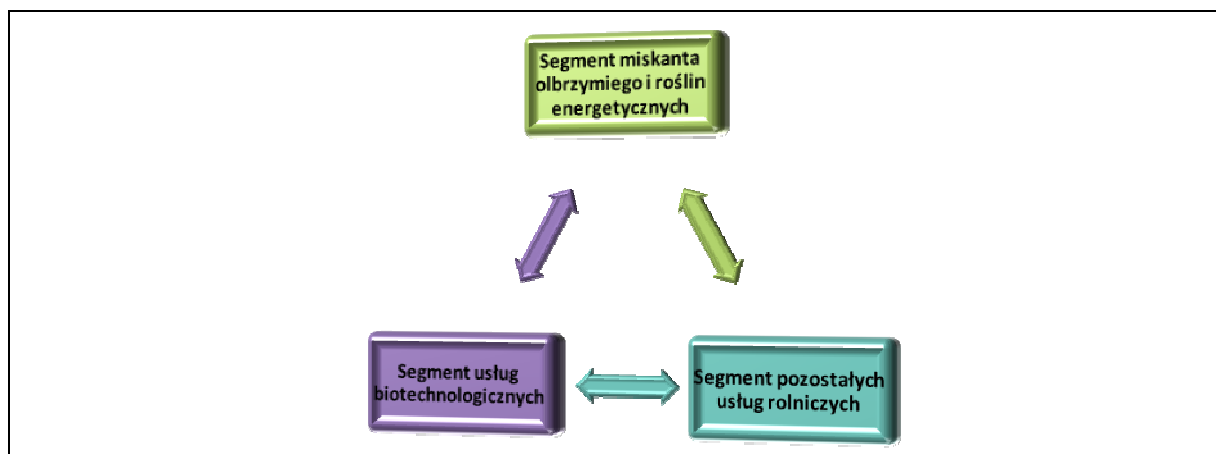 Segment miskanta
olbrzymiego i roślin
energetycznych
Segment usług
biotechnologicznych
Segment pozostałych
usług rolniczych